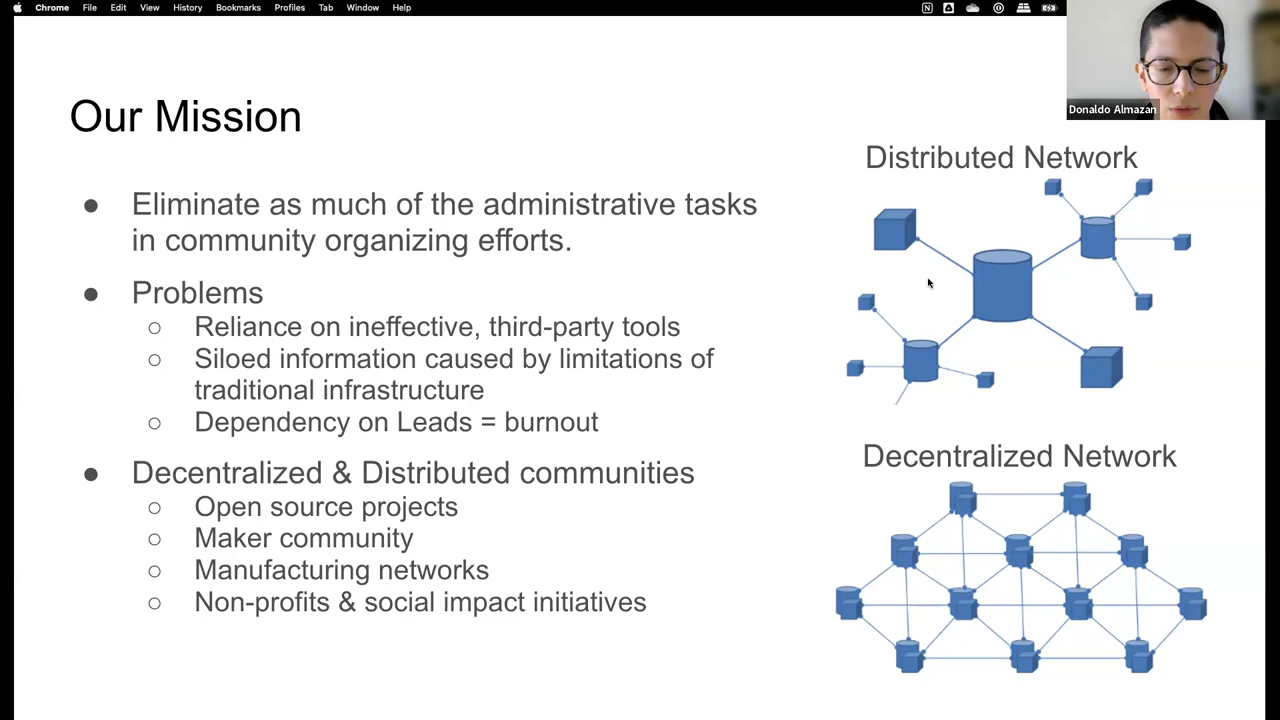 Chrome File Edit View History Bookmarks Profiles Tab Window Help
Donaldo Almazan
Our Mission
● Eliminate as much of the administrative tasks
in community organizing efforts.
● Problems
○ Reliance on ineffective, third-party tools
○ Siloed information caused by limitations of
traditional infrastructure
○ Dependency on Leads = burnout
● Decentralized & Distributed communities
○ Open source projects
○ Maker community
○ Manufacturing networks
○ Non-profits & social impact initiatives
Distributed Network
Decentralized Network